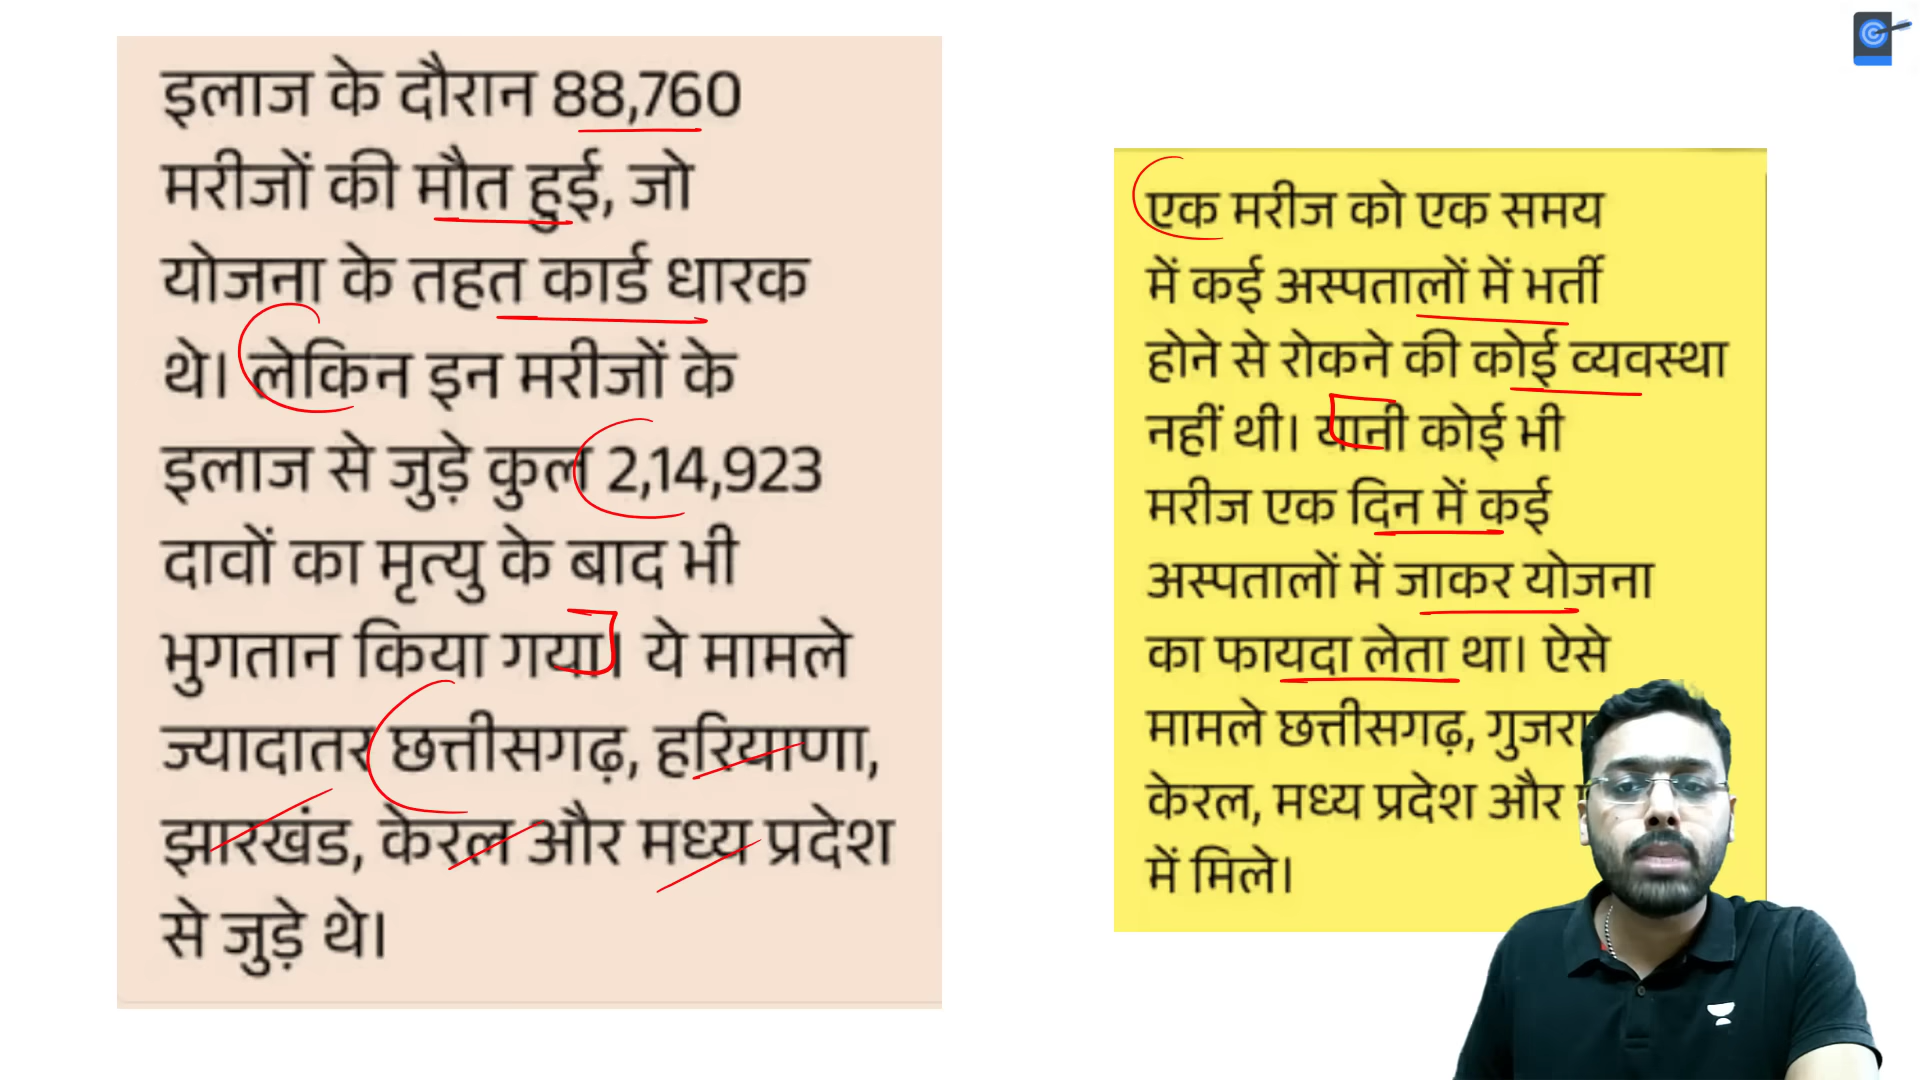 इलाज के दौरान 88,760
मरीजों की मौत हुई, जो
योजना के तहत कार्ड धारक
थे। लेकिन इन मरीजों के
इलाज से जुड़े कुल 2,14,923
दावों का मृत्यु के बाद भी
भुगतान किया गया। ये मामले
ज्यादातर छत्तीसगढ़, हरियाणा,
झारखंड, केरल और मध्य प्रदेश
से जुड़े थे।
एक मरीज को एक समय
में कई अस्पतालों में भर्ती
होने से रोकने की कोई व्यवस्था
नहीं थी। यानी कोई भी
मरीज एक दिन में कई
अस्पतालों में जाकर योजना
का फायदा लेता था। ऐसे
मामले छत्तीसगढ़,
केरल, मध्य प्रदेश और
में मिले।